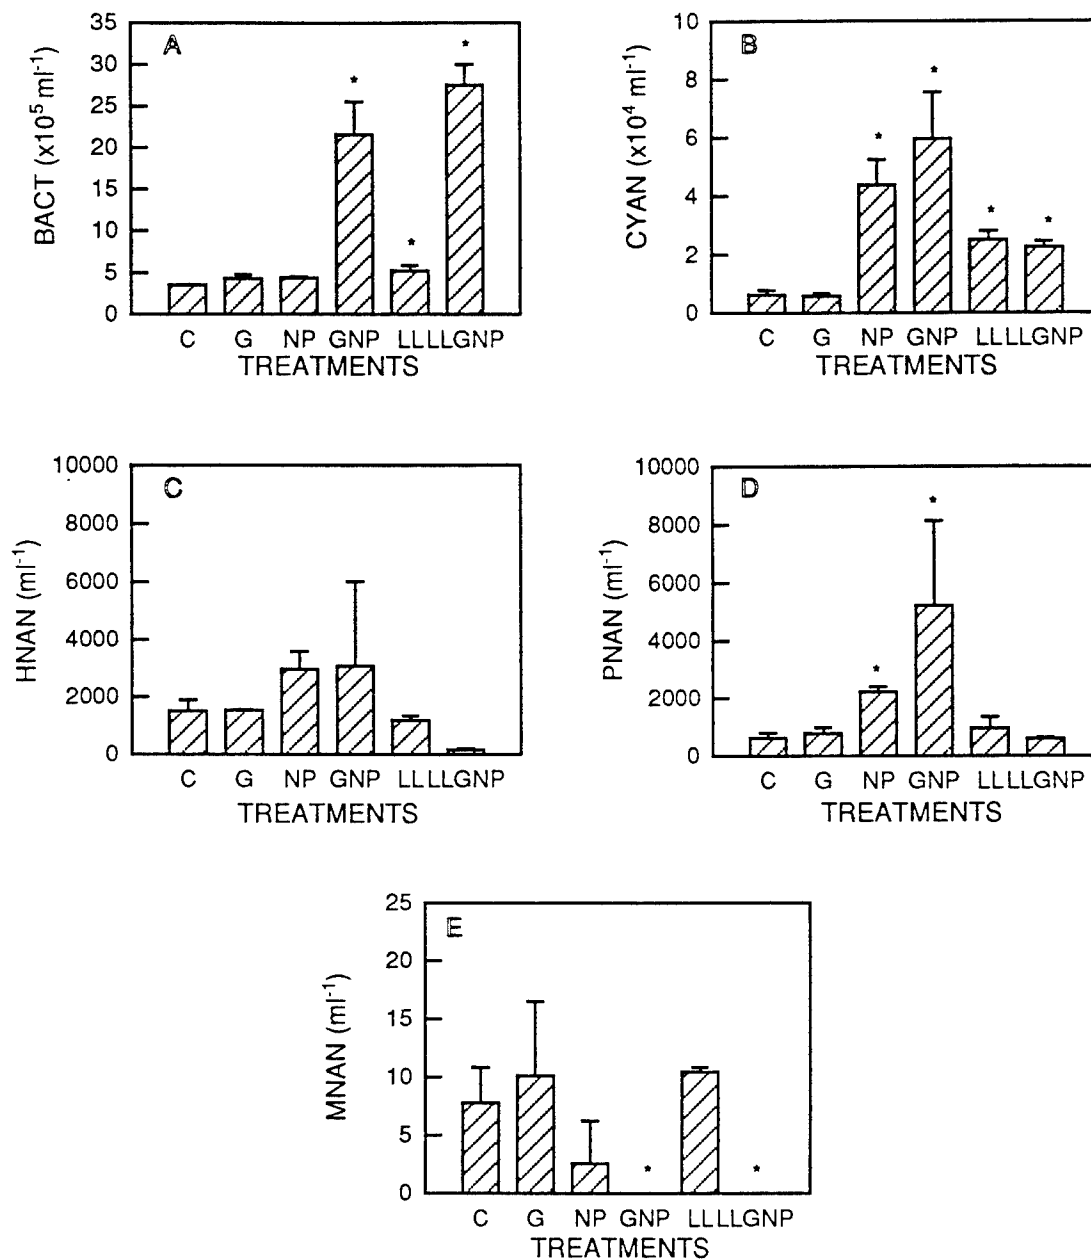 A
BACT (x10⁵ ml⁻¹)
35
30
25
20
15
10
5
0
* * *
C G NP GNP LL LLGNP
TREATMENTS
B
CYAN (x10⁴ ml⁻¹)
10
8
6
4
2
0
* * * *
C G NP GNP LL LLGNP
TREATMENTS
C
HNAN (ml⁻¹)
10000
8000
6000
4000
2000
0
C G NP GNP LL LLGNP
TREATMENTS
D
PNAN (ml⁻¹)
10000
8000
6000
4000
2000
0
* *
C G NP GNP LL LLGNP
TREATMENTS
E
MNAN (ml⁻¹)
25
20
15
10
5
0
* *
C G NP GNP LL LLGNP
TREATMENTS